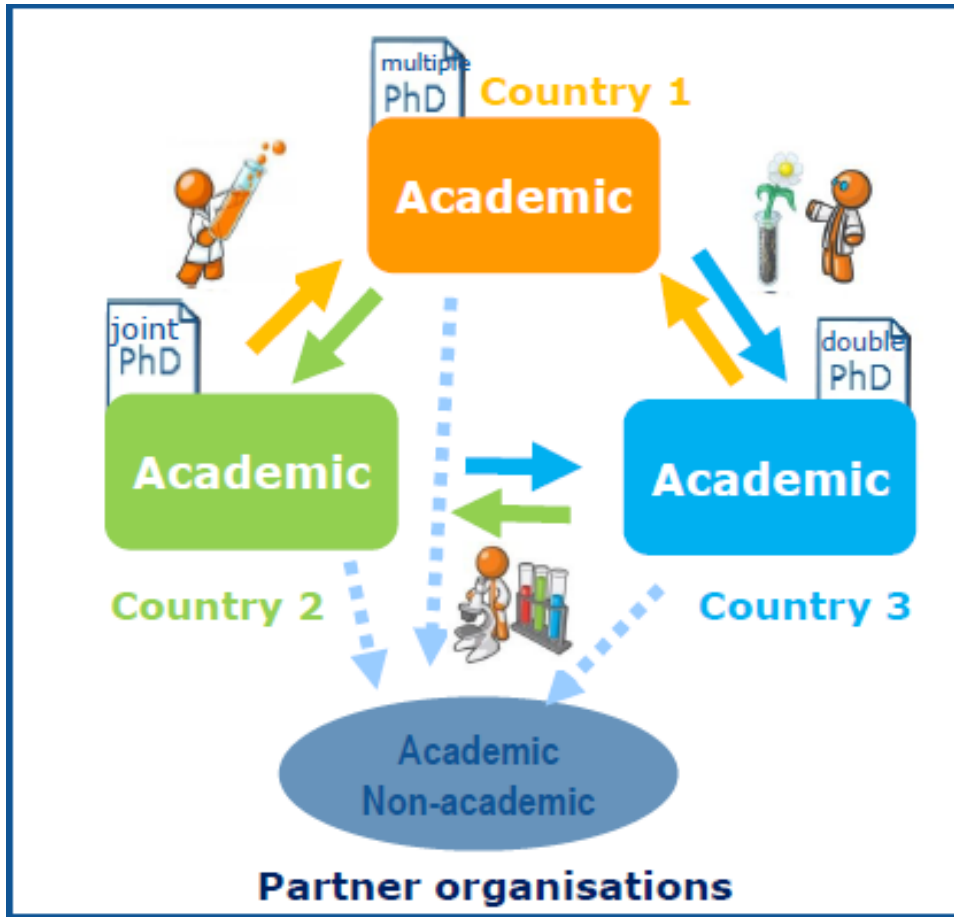 multiple
PhD
Country 1
Academic
joint
PhD
double
PhD
Academic
Academic
Country 2
Country 3
Academic
Non-academic
Partner organisations